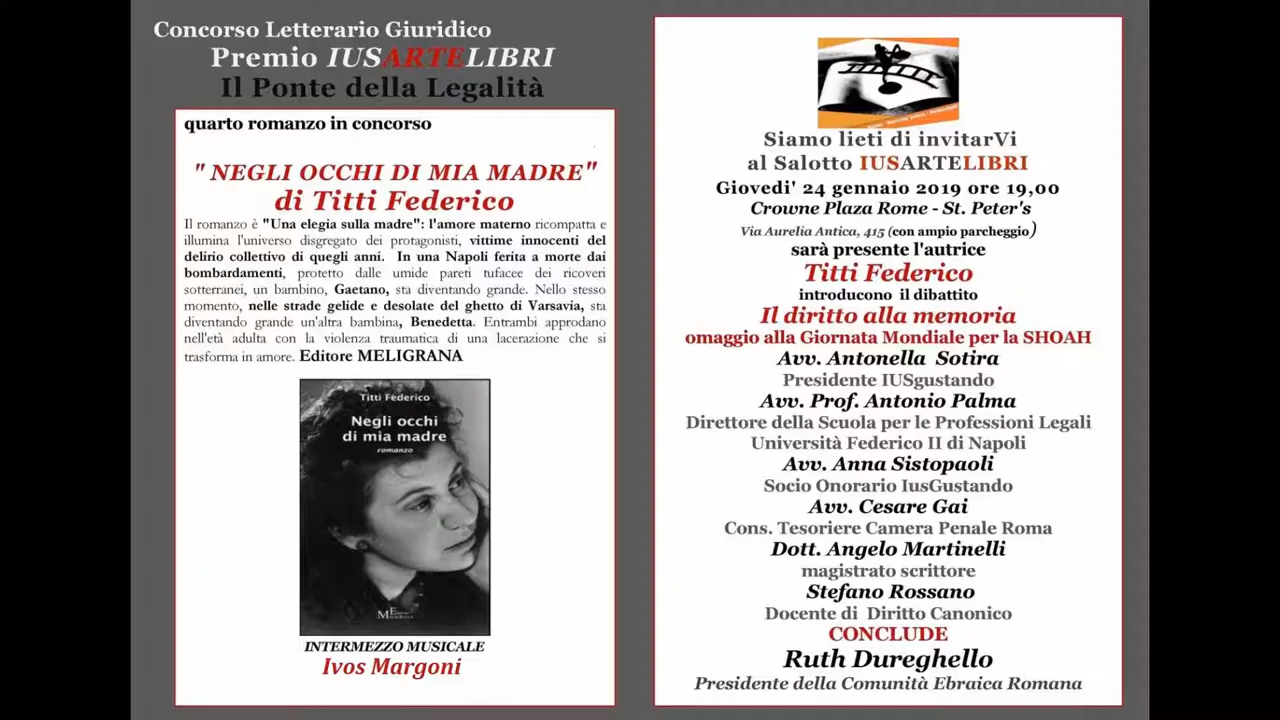 Concorso Letterario Giuridico
Premio IUSARTELIBRI
Il Ponte della Legalità
quarto romanzo in concorso
" NEGLI OCCHI DI MIA MADRE"
di Titti Federico
Il romanzo è "Una elegia sulla madre": l'amore materno ricompatta e
illumina l'universo disgregato dei protagonisti, vittime innocenti del
delirio collettivo di quegli anni. In una Napoli ferita a morte dai
bombardamenti, protetto dalle umide pareti tufacee dei ricoveri
sotterranei, un bambino, Gaetano, sta diventando grande. Nello stesso
momento, nelle strade gelide e desolate del ghetto di Varsavia, sta
diventando grande un'altra bambina, Benedetta. Entrambi approdano
nell'età adulta con la violenza traumatica di una lacerazione che si
trasforma in amore. Editore MELIGRANA
Titti Federico
Negli occhi
di mia madre
romanzo
INTERMEZZO MUSICALE
Ivos Margoni
Siamo lieti di invitarVi
al Salotto IUSARTELIBRI
Giovedi' 24 gennaio 2019 ore 19,00
Crowne Plaza Rome - St. Peter's
Via Aurelia Antica, 415 (con ampio parcheggio)
sarà presente l'autrice
Titti Federico
introducono il dibattito
Il diritto alla memoria
omaggio alla Giornata Mondiale per la SHOAH
Avv. Antonella Sotira
Presidente IUSgustando
Avv. Prof. Antonio Palma
Direttore della Scuola per le Professioni Legali
Università Federico II di Napoli
Avv. Anna Sistopaoli
Socio Onorario IusGustando
Avv. Cesare Gai
Cons. Tesoriere Camera Penale Roma
Dott. Angelo Martinelli
magistrato scrittore
Stefano Rossano
Docente di Diritto Canonico
CONCLUDE
Ruth Dureghello
Presidente della Comunità Ebraica Romana